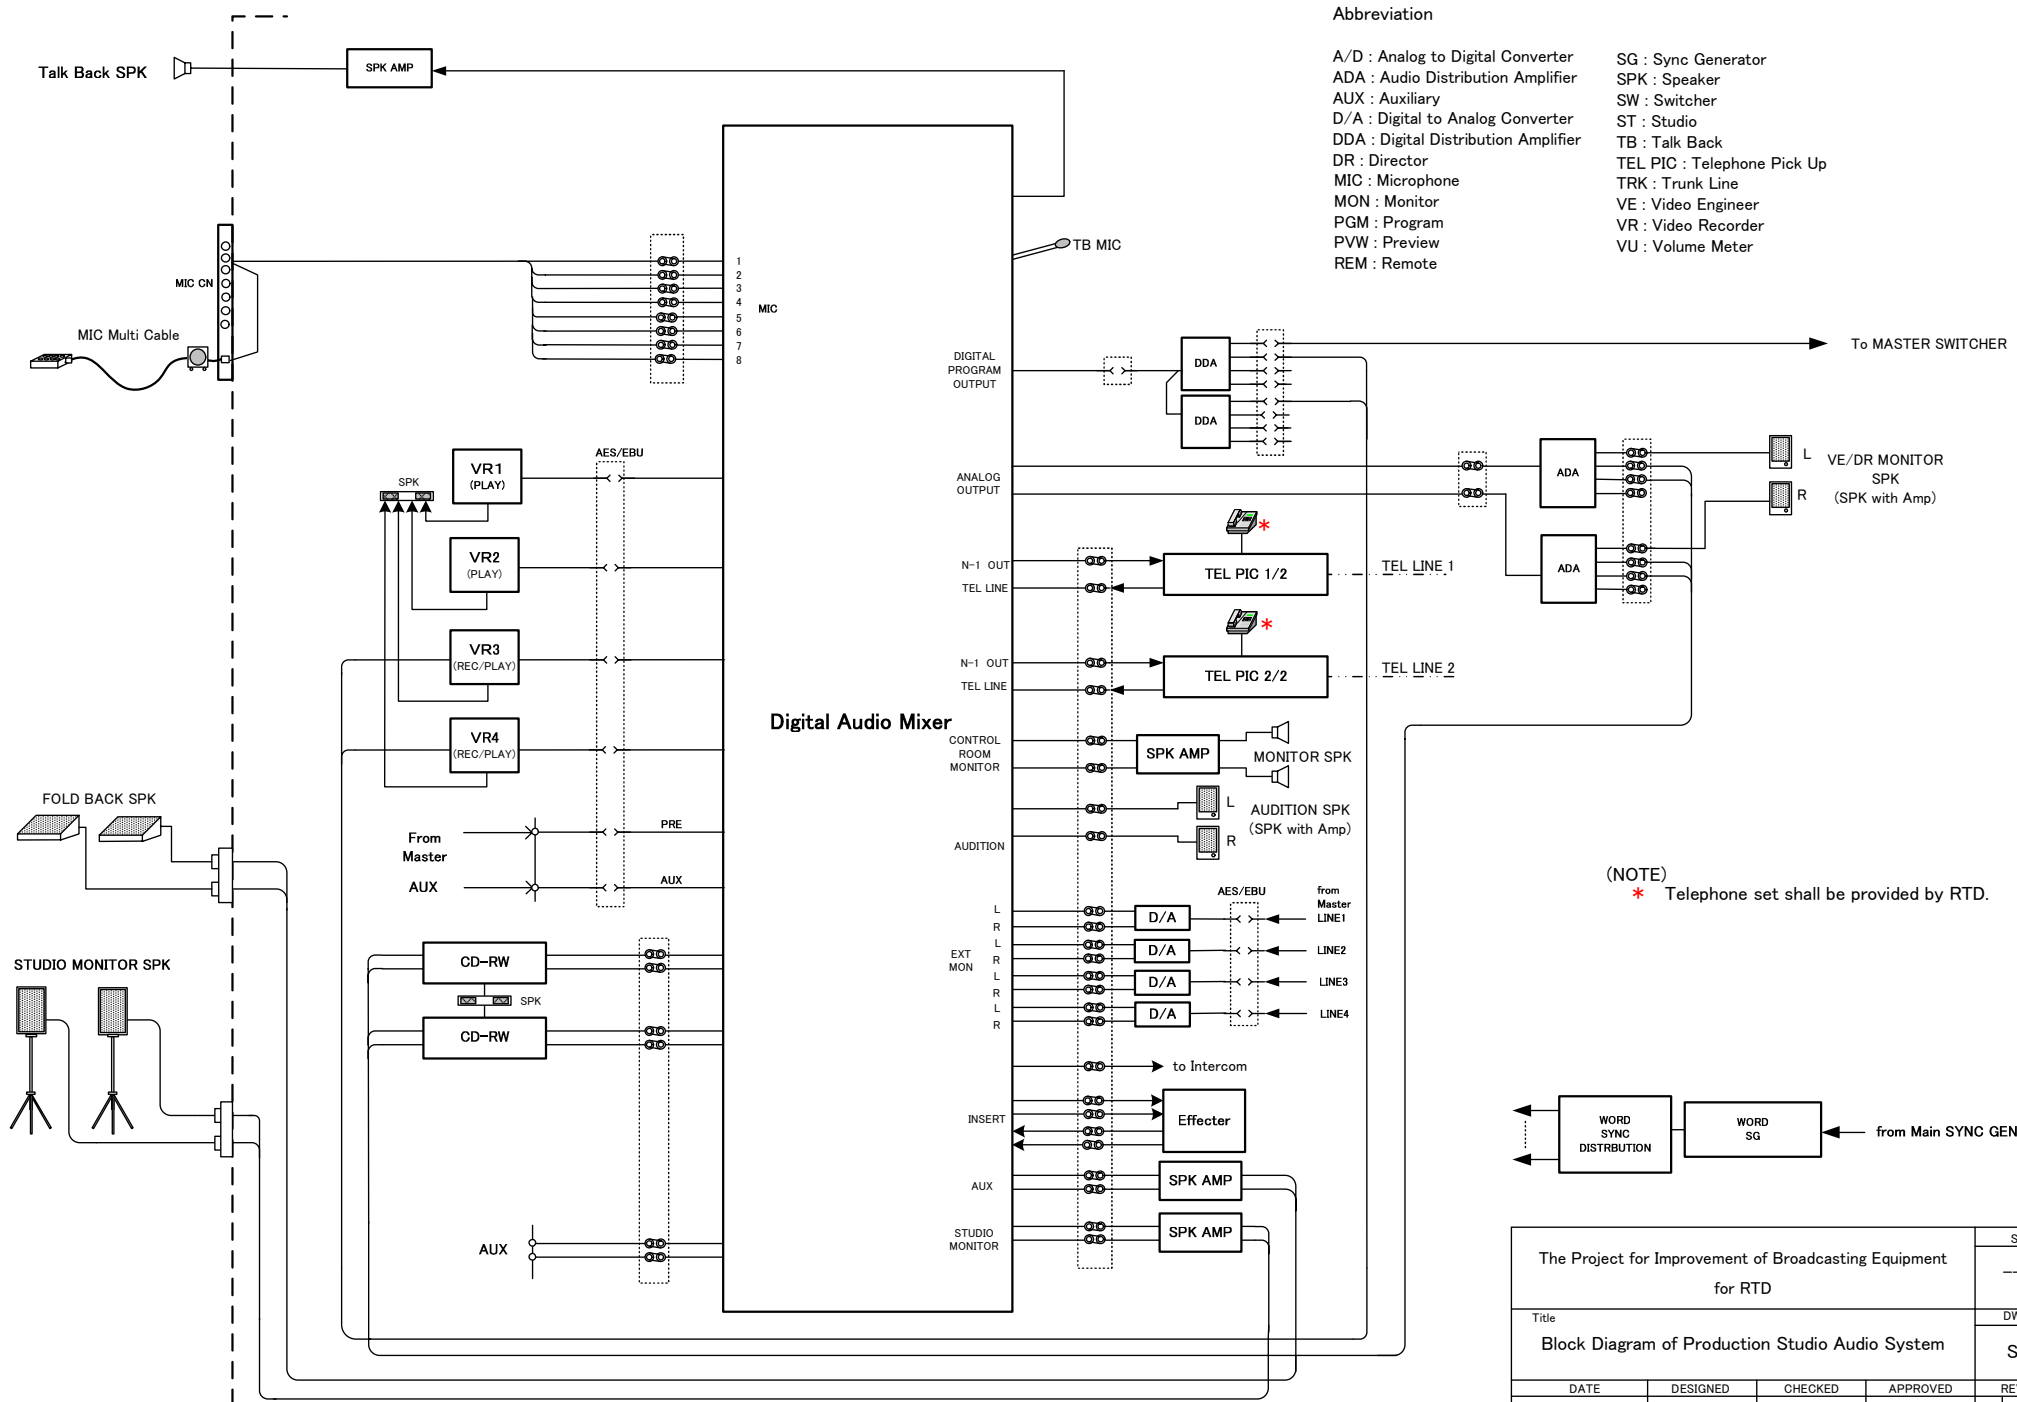 Abbreviation
A/D : Analog to Digital Converter
ADA : Audio Distribution Amplifier
AUX : Auxiliary
D/A : Digital to Analog Converter
DDA : Digital Distribution Amplifier
DR : Director
MIC : Microphone
MON : Monitor
PGM : Program
PVW : Preview
REM : Remote
SG : Sync Generator
SPK : Speaker
SW : Switcher
ST : Studio
TB : Talk Back
TEL PIC : Telephone Pick Up
TRK : Trunk Line
VE : Video Engineer
VR : Video Recorder
VU : Volume Meter
Talk Back SPK
SPK AMP
TB MIC
MIC CN
MIC Multi Cable
1
2
3
4
5
6
7
8
MIC
DIGITAL
PROGRAM
OUTPUT
DDA
DDA
To MASTER SWITCHER
AES/EBU
SPK
VR1
(PLAY)
VR2
(PLAY)
VR3
(REC/PLAY)
VR4
(REC/PLAY)
ANALOG
OUTPUT
ADA
ADA
L
R
VE/DR MONITOR
SPK
(SPK with Amp)
*
N-1 OUT
TEL LINE
TEL PIC 1/2
TEL LINE 1
*
N-1 OUT
TEL LINE
TEL PIC 2/2
TEL LINE 2
Digital Audio Mixer
CONTROL
ROOM
MONITOR
SPK AMP
MONITOR SPK
FOLD BACK SPK
From
Master
AUX
PRE
AUX
AUDITION
L
R
AUDITION SPK
(SPK with Amp)
(NOTE)
* Telephone set shall be provided by RTD.
AES/EBU
from
Master
LINE1
LINE2
LINE3
LINE4
L
R
L
R
L
R
L
R
EXT
MON
D/A
D/A
D/A
D/A
STUDIO MONITOR SPK
CD-RW
SPK
CD-RW
to Intercom
INSERT
Effecter
AUX
SPK AMP
STUDIO
MONITOR
SPK AMP
AUX
WORD
SYNC
DISTRBUTION
WORD
SG
from Main SYNC GEN
The Project for Improvement of Broadcasting Equipment
for RTD
Title
Block Diagram of Production Studio Audio System
DATE
DESIGNED
CHECKED
APPROVED